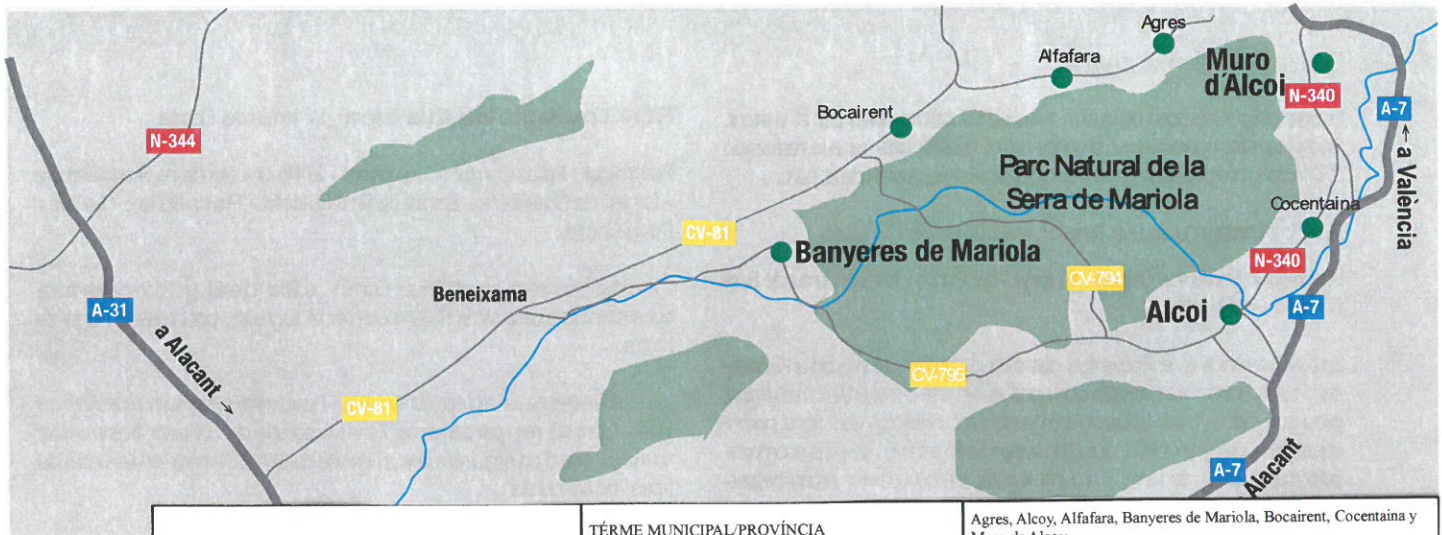 Agres
Alfafara
Muro
d'Alcoi
N-340
A-7
← a València
N-344
Bocairent
Parc Natural de la
Serra de Mariola
Cocentaina
CV-81
Banyeres de Mariola
N-340
CV-794
Beneixama
A-31
Alcoi
A-7
a Alacant →
CV-795
CV-81
A-7
Alacant
TÉRME MUNICIPAL/PROVÍNCIA
Agres, Alcoy, Alfafara, Banyeres de Mariola, Bocairent, Cocentaina y